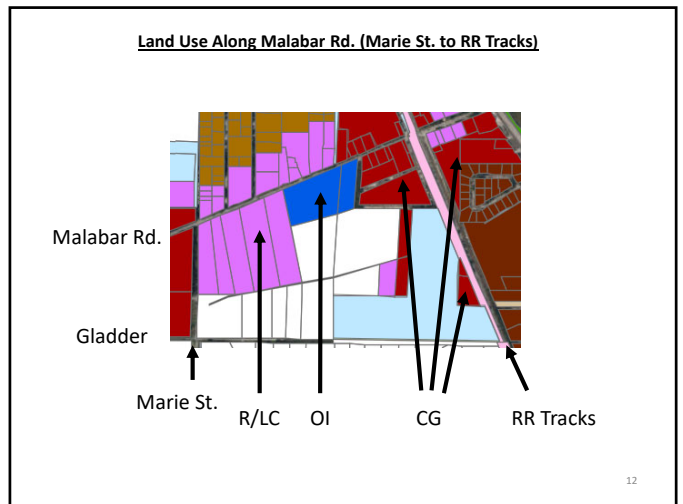 Land Use Along Malabar Rd. (Marie St. to RR Tracks)
Malabar Rd.
Gladder
Marie St.
R/LC OI CG RR Tracks
12